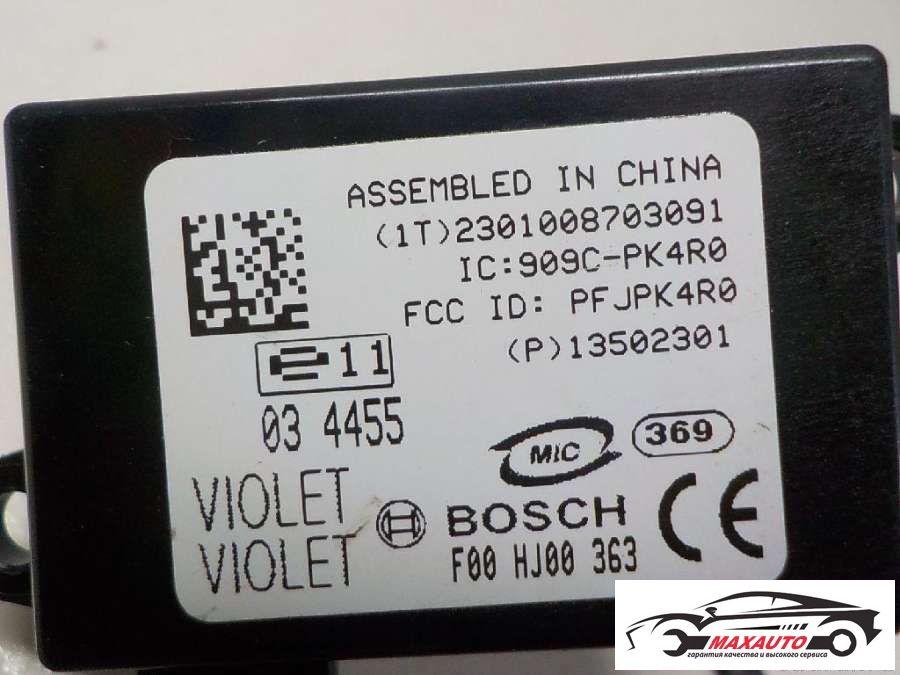 ASSEMBLED IN CHINA
(1T)2301008703091
IC:909C-PK4R0
FCC ID: PFJPK4R0
(P)13502301
e11
03 4455
MIC
369
VIOLET
VIOLET
BOSCH
F00 HJ00 363
CE
MAXAUTO
гарантия качества и высокого сервиса